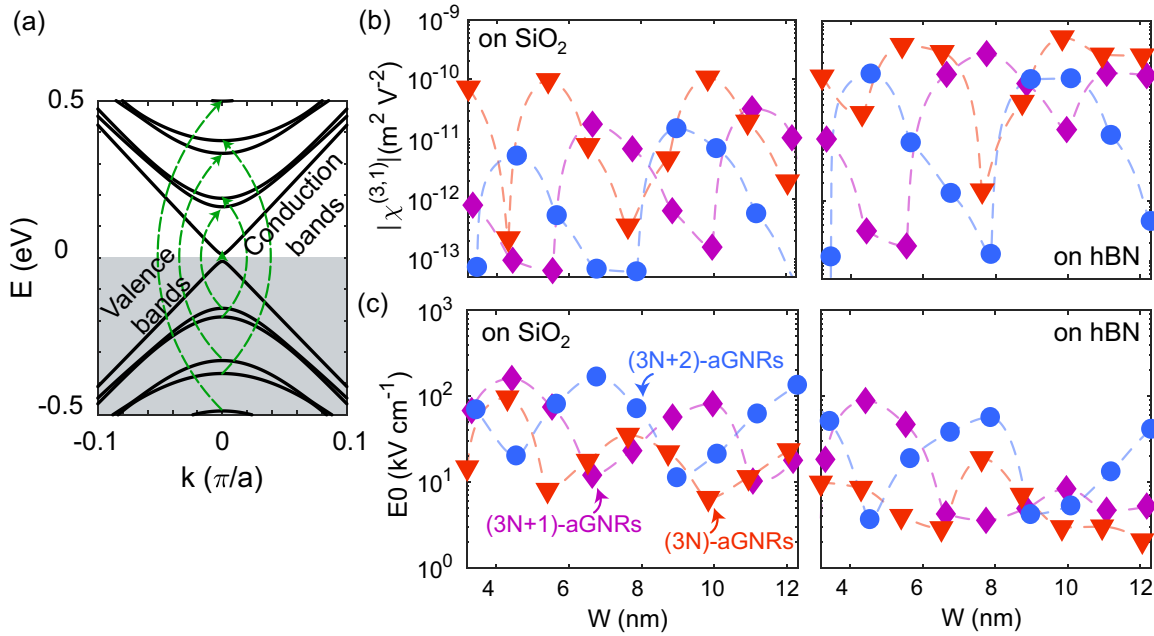 (a)
0.5
0
-0.5
E (eV)
Conduction
bands
Valence
bands
-0.1
0
0.1
k (π/a)
(b)
10⁻⁹
10⁻¹⁰
10⁻¹¹
10⁻¹²
10⁻¹³
|χ⁽³,¹⁾|(m² V⁻²)
on SiO₂
on hBN
(c)
10³
10²
10¹
10⁰
E0 (kV cm⁻¹)
on SiO₂
on hBN
(3N+2)-aGNRs
(3N+1)-aGNRs
(3N)-aGNRs
4
6
8
10
12
W (nm)
4
6
8
10
12
W (nm)